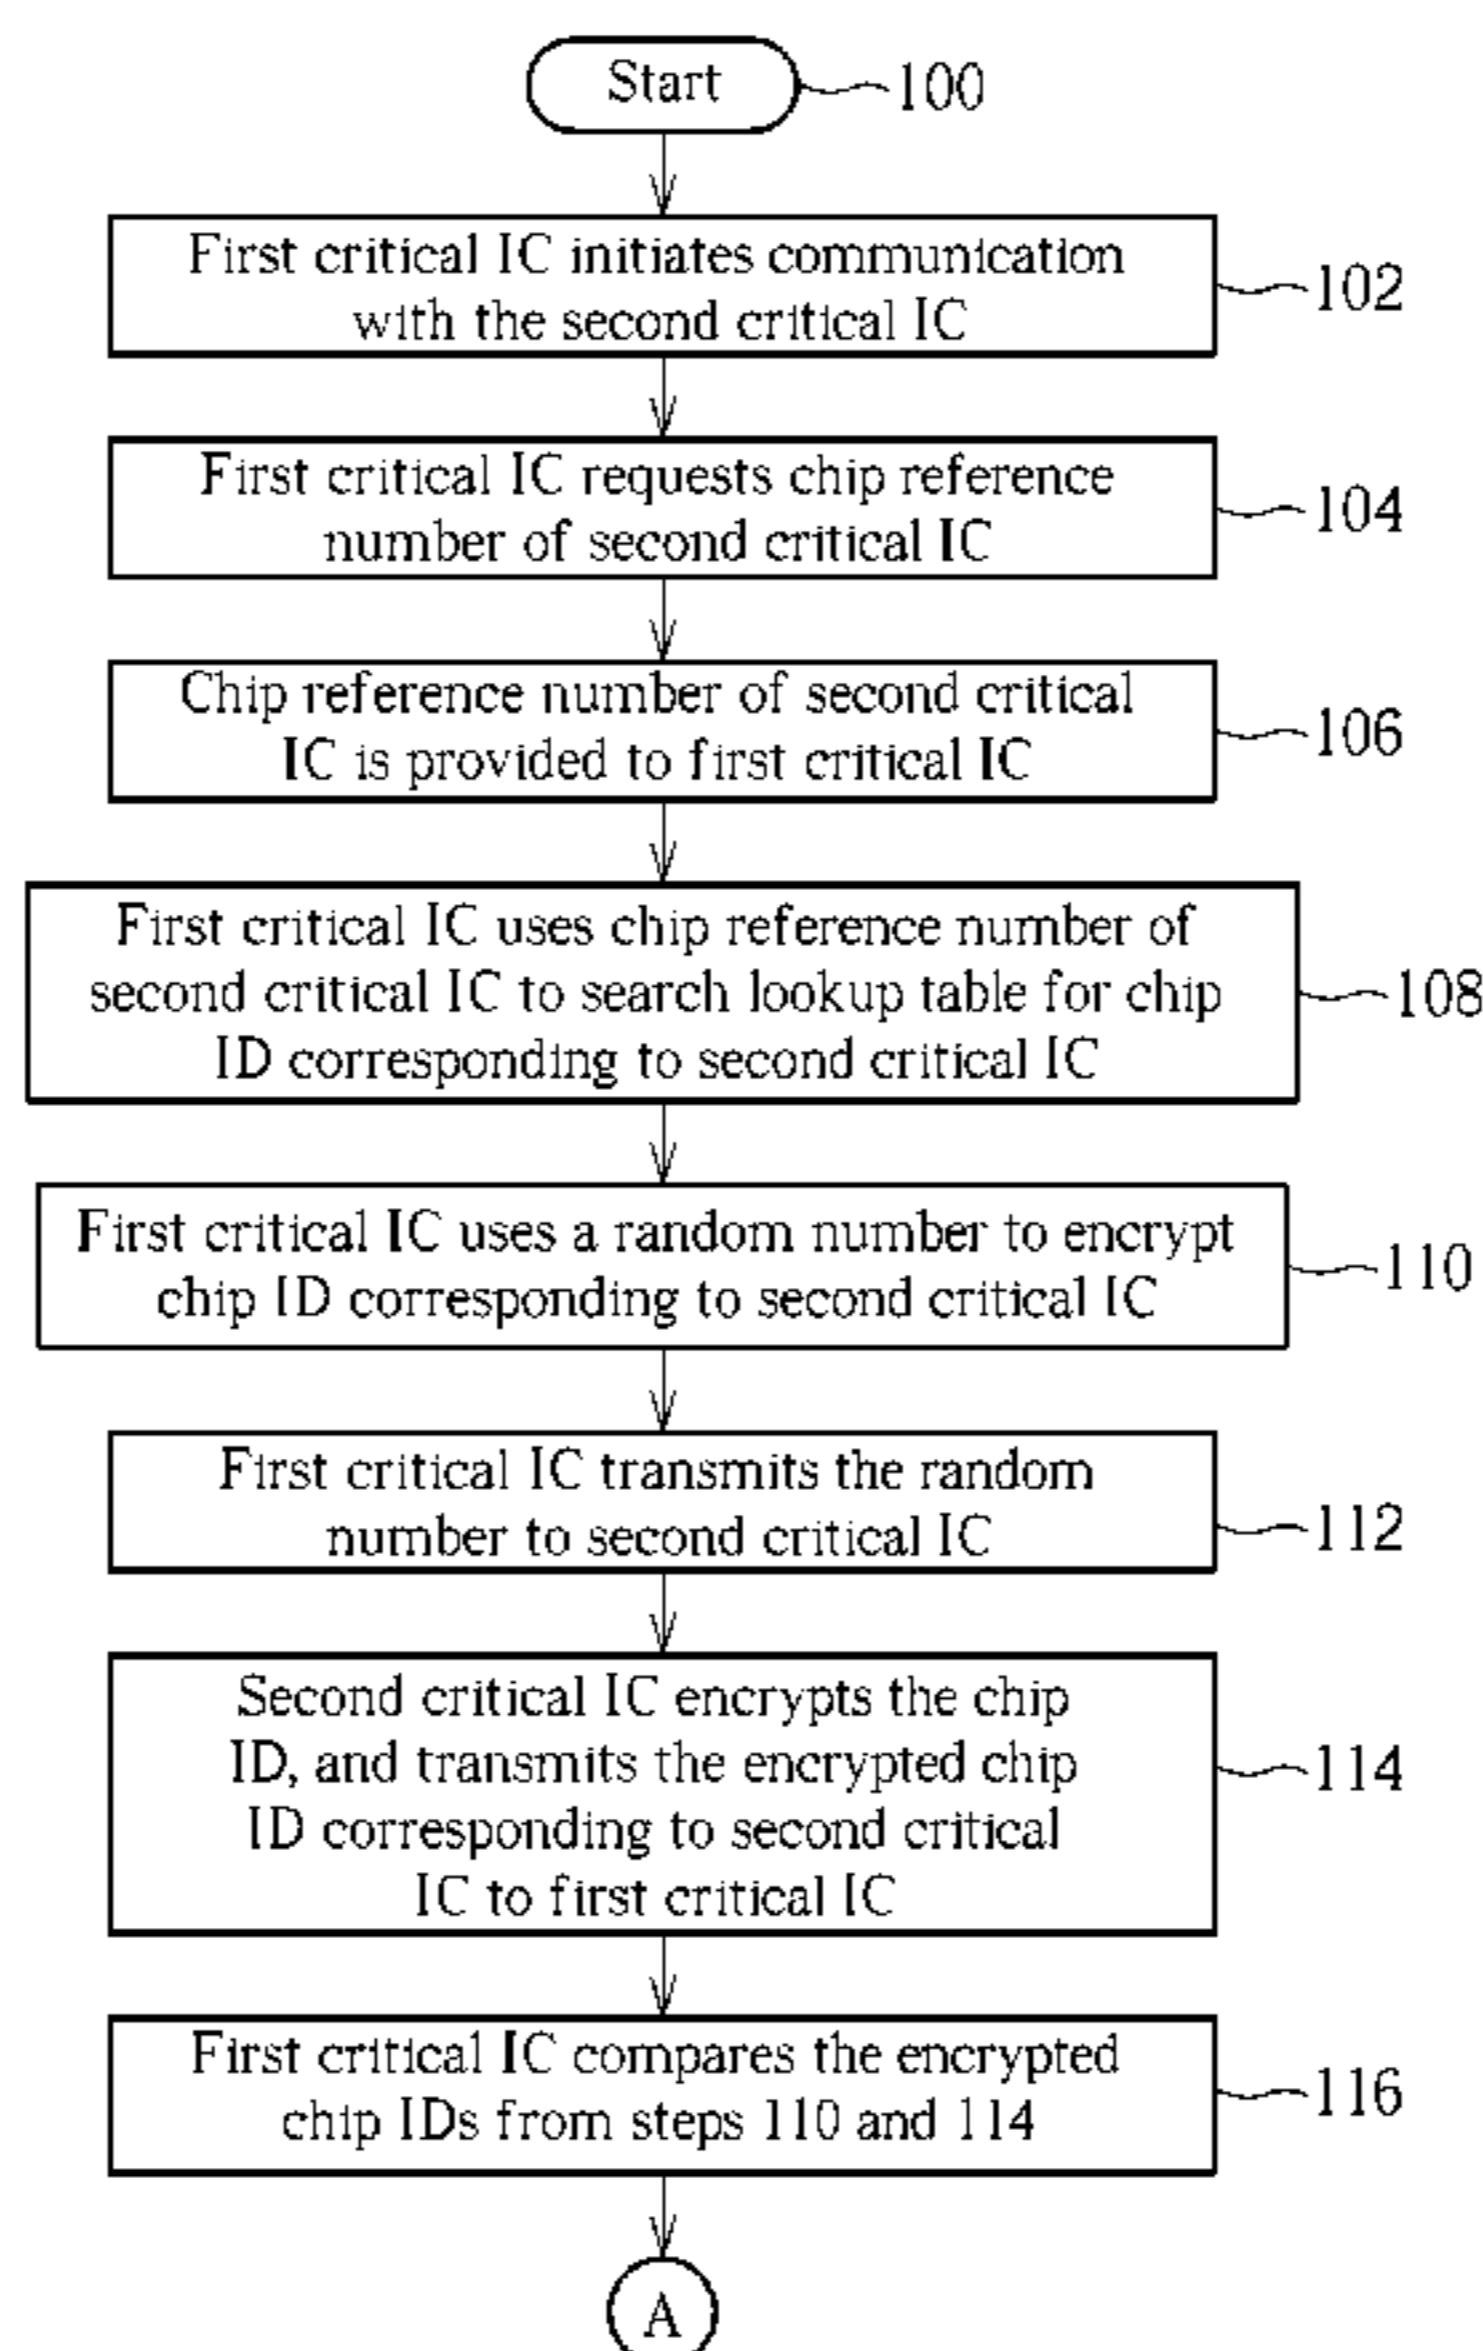 Start
100
First critical IC initiates communication
with the second critical IC
102
First critical IC requests chip reference
number of second critical IC
104
Chip reference number of second critical
IC is provided to first critical IC
106
First critical IC uses chip reference number of
second critical IC to search lookup table for chip
ID corresponding to second critical IC
108
First critical IC uses a random number to encrypt
chip ID corresponding to second critical IC
110
First critical IC transmits the random
number to second critical IC
112
Second critical IC encrypts the chip
ID, and transmits the encrypted chip
ID corresponding to second critical
IC to first critical IC
114
First critical IC compares the encrypted
chip IDs from steps 110 and 114
116
A